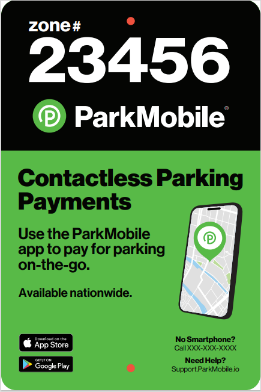 zone#
23456
ParkMobile®
Contactless Parking
Payments
Use the ParkMobile
app to pay for parking
on-the-go.
Available nationwide.
Download on the
App Store
GET IT ON
Google Play
No Smartphone?
Call XXX-XXX-XXXX
Need Help?
Support.ParkMobile.io